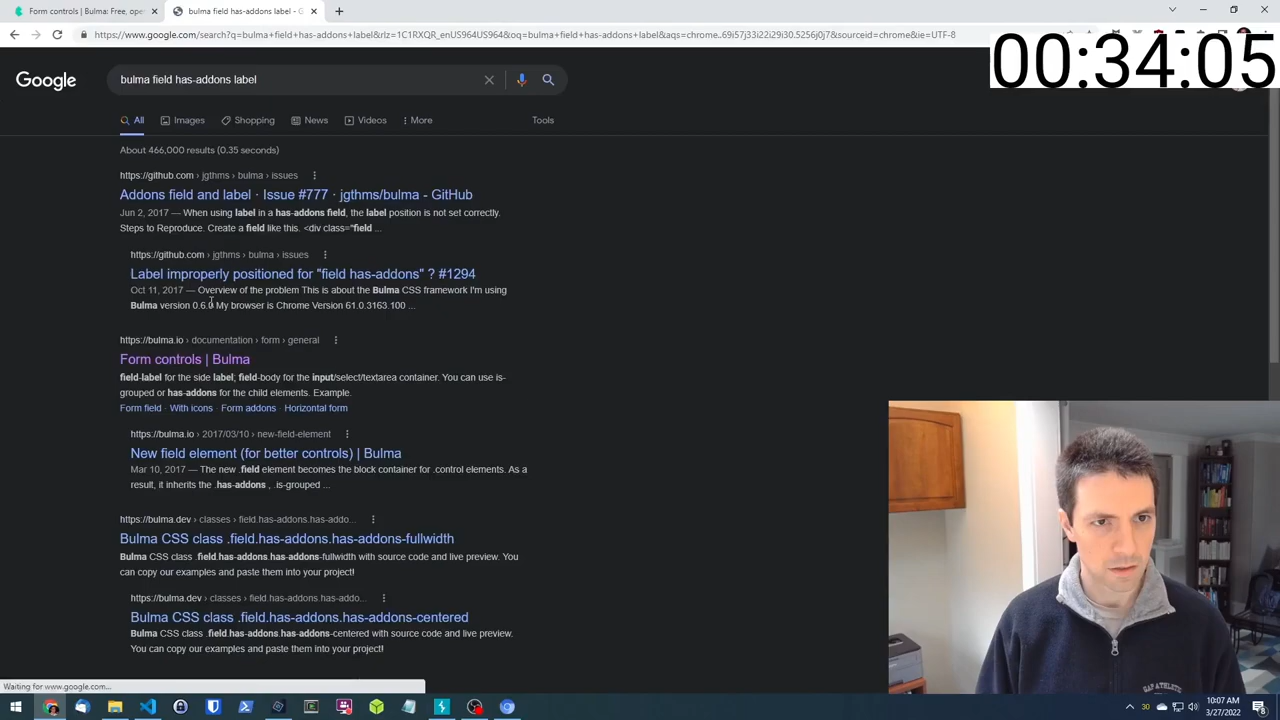 Form controls | Bulma: Free, open
bulma field has-addons label - G
https://www.google.com/search?q=bulma+field+has-addons+label&rlz=1C1RXQR_enUS964US964&oq=bulma+field+has-addons+label&aqs=chrome..69i57j33i22i29i30.5256j0j7&sourceid=chrome&ie=UTF-8
00:34:05
Google
bulma field has-addons label
All
Images
Shopping
News
Videos
More
Tools
About 466,000 results (0.35 seconds)
https://github.com › jgthms › bulma › issues
Addons field and label · Issue #777 · jgthms/bulma - GitHub
Jun 2, 2017 — When using label in a has-addons field, the label position is not set correctly.
Steps to Reproduce. Create a field like this. <div class="field ...
https://github.com › jgthms › bulma › issues
Label improperly positioned for "field has-addons" ? #1294
Oct 11, 2017 — Overview of the problem This is about the Bulma CSS framework I'm using
Bulma version 0.6.0 My browser is Chrome Version 61.0.3163.100 ...
https://bulma.io › documentation › form › general
Form controls | Bulma
field-label for the side label; field-body for the input/select/textarea container. You can use is-
grouped or has-addons for the child elements. Example.
Form field · With icons · Form addons · Horizontal form
https://bulma.io › 2017/03/10 › new-field-element
New field element (for better controls) | Bulma
Mar 10, 2017 — The new .field element becomes the block container for .control elements. As a
result, it inherits the .has-addons , .is-grouped ...
https://bulma.dev › classes › field.has-addons.has-addo...
Bulma CSS class .field.has-addons.has-addons-fullwidth
Bulma CSS class .field.has-addons.has-addons-fullwidth with source code and live preview. You
can copy our examples and paste them into your project!
https://bulma.dev › classes › field.has-addons.has-addo...
Bulma CSS class .field.has-addons.has-addons-centered
Bulma CSS class .field.has-addons.has-addons-centered with source code and live preview.
You can copy our examples and paste them into your project!
Waiting for www.google.com...
GAP ATHLETIC
30
10:07 AM
3/27/2022
8